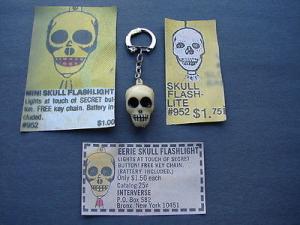 MINI SKULL FLASHLIGHT
Lights at touch of SECRET but-
ton. FREE key chain. Battery in-
cluded.
#952 $1.00
SKULL
FLASH-
LITE
#952 $1.75
EERIE SKULL FLASHLIGHT
LIGHTS AT TOUCH OF SECRET
BUTTON! FREE KEY CHAIN.
(BATTERY INCLUDED.)
Only $1.50 each
Catalog 25¢
INTERVERSE
P.O. Box 582
Bronx, New York 10451